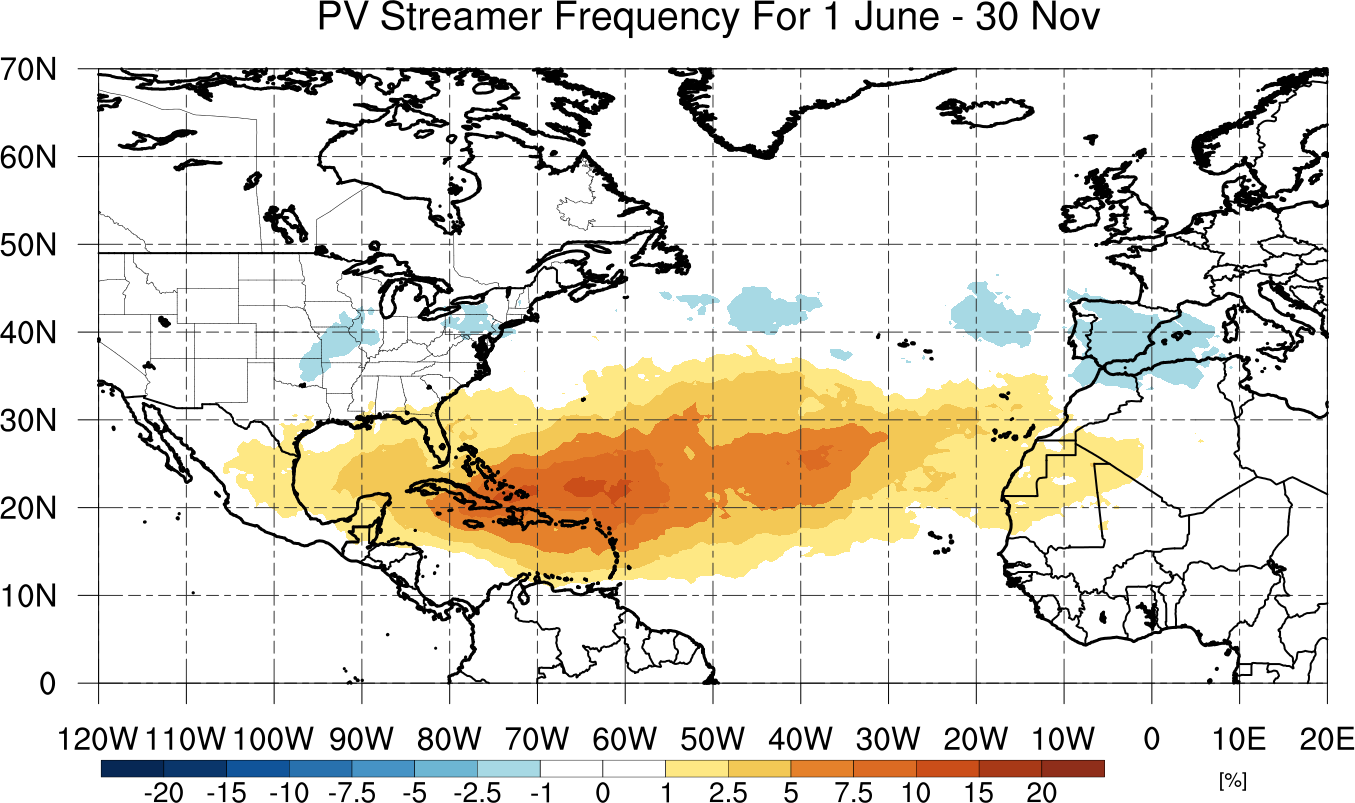 PV Streamer Frequency For 1 June - 30 Nov
70N
60N
50N
40N
30N
20N
10N
0
120W 110W 100W 90W 80W 70W 60W 50W 40W 30W 20W 10W 0 10E 20E
-20 -15 -10 -7.5 -5 -2.5 -1 0 1 2.5 5 7.5 10 15 20 [%]